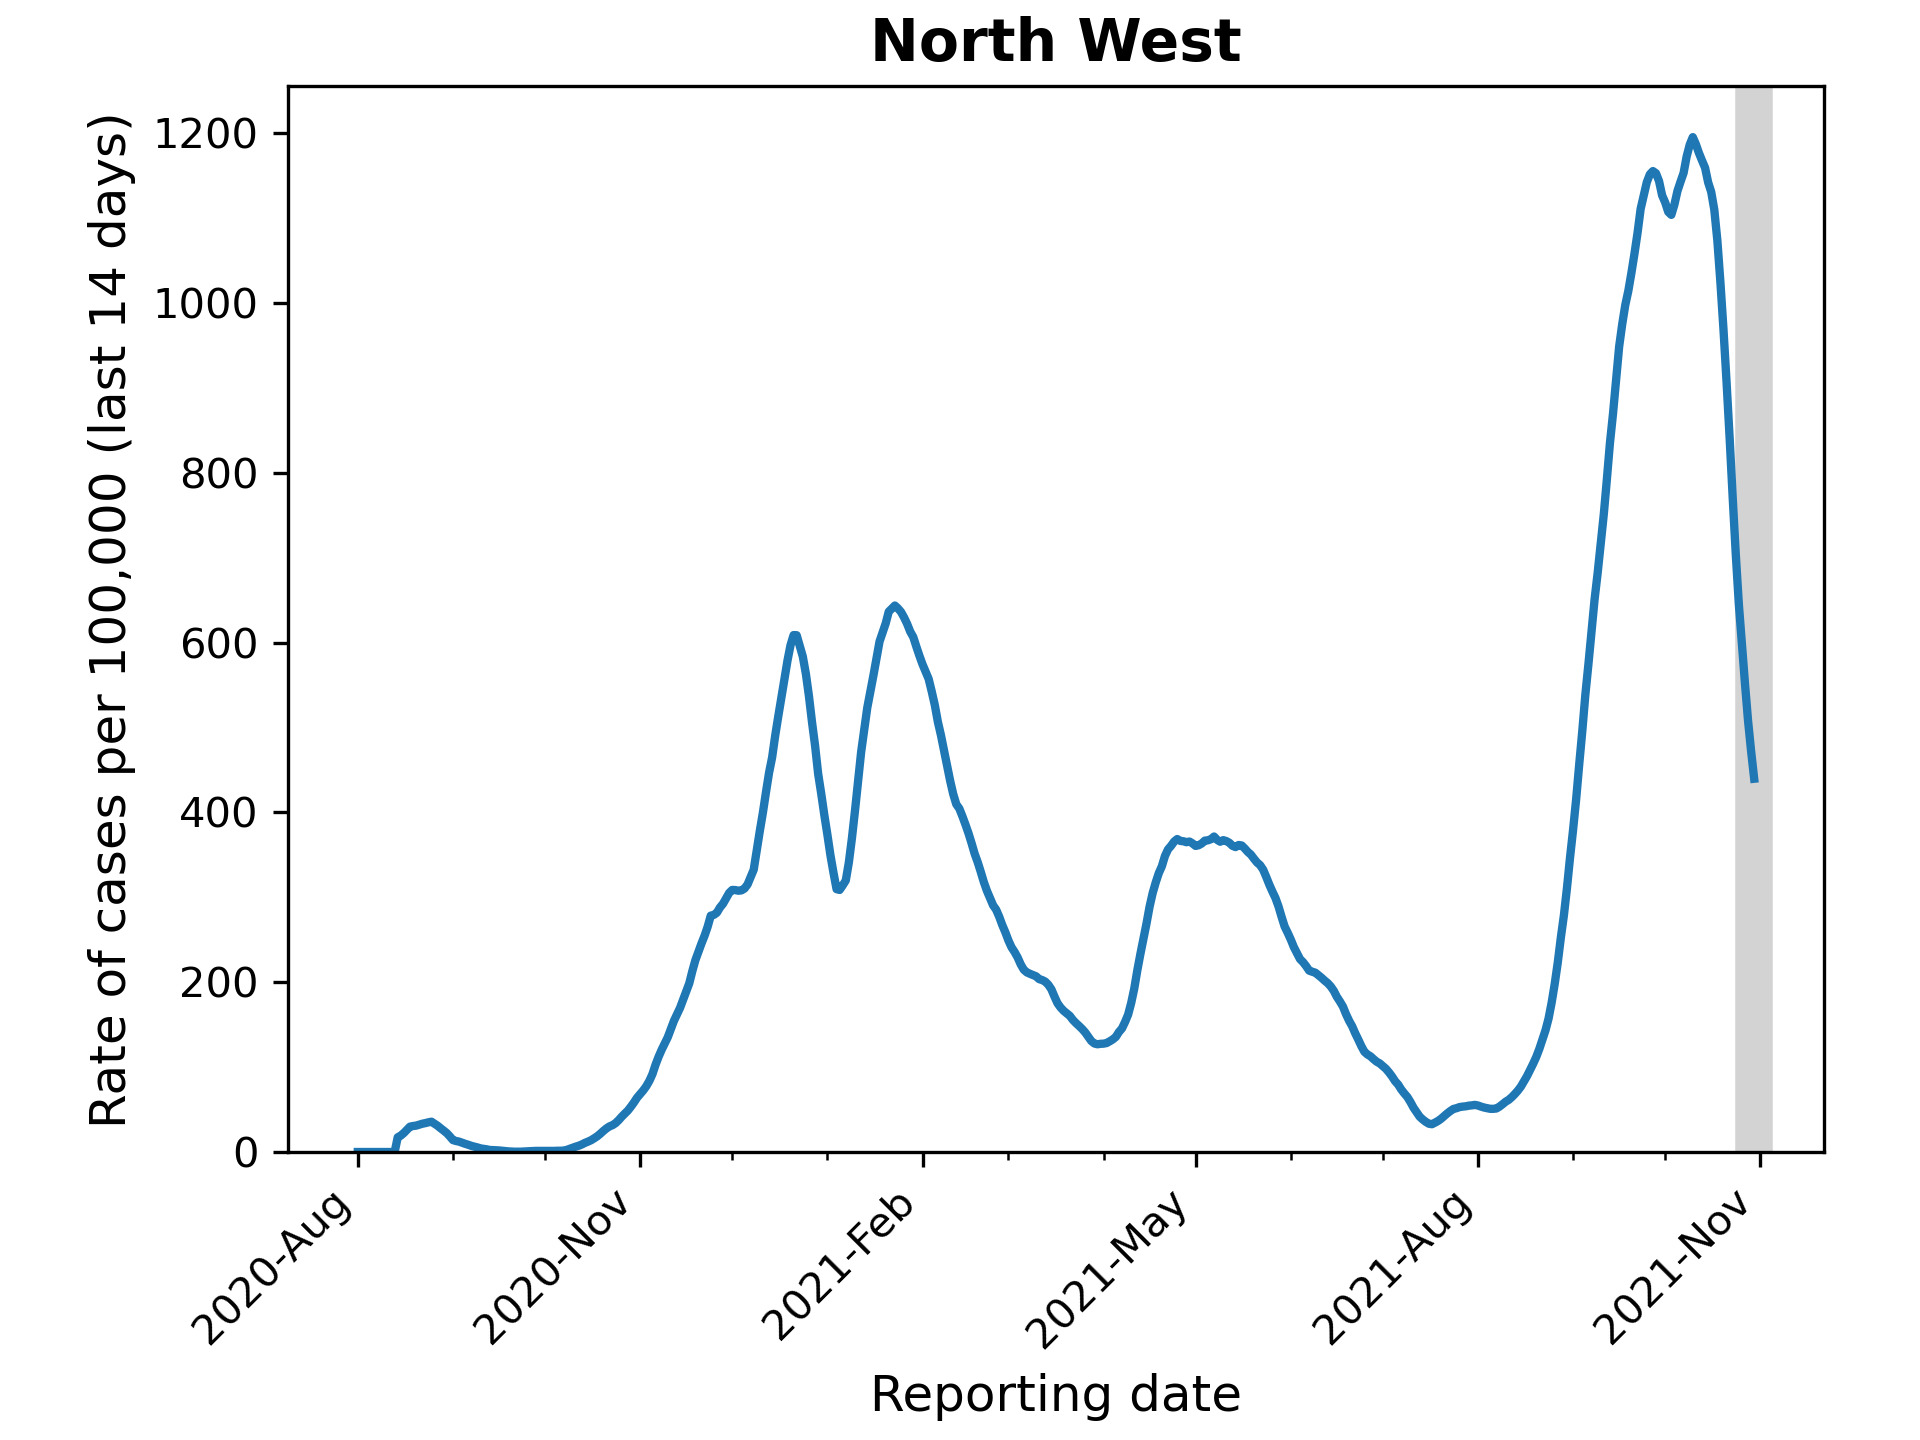 North West
Rate of cases per 100,000 (last 14 days)
1200
1000
800
600
400
200
0
2020-Aug
2020-Nov
2021-Feb
2021-May
2021-Aug
2021-Nov
Reporting date